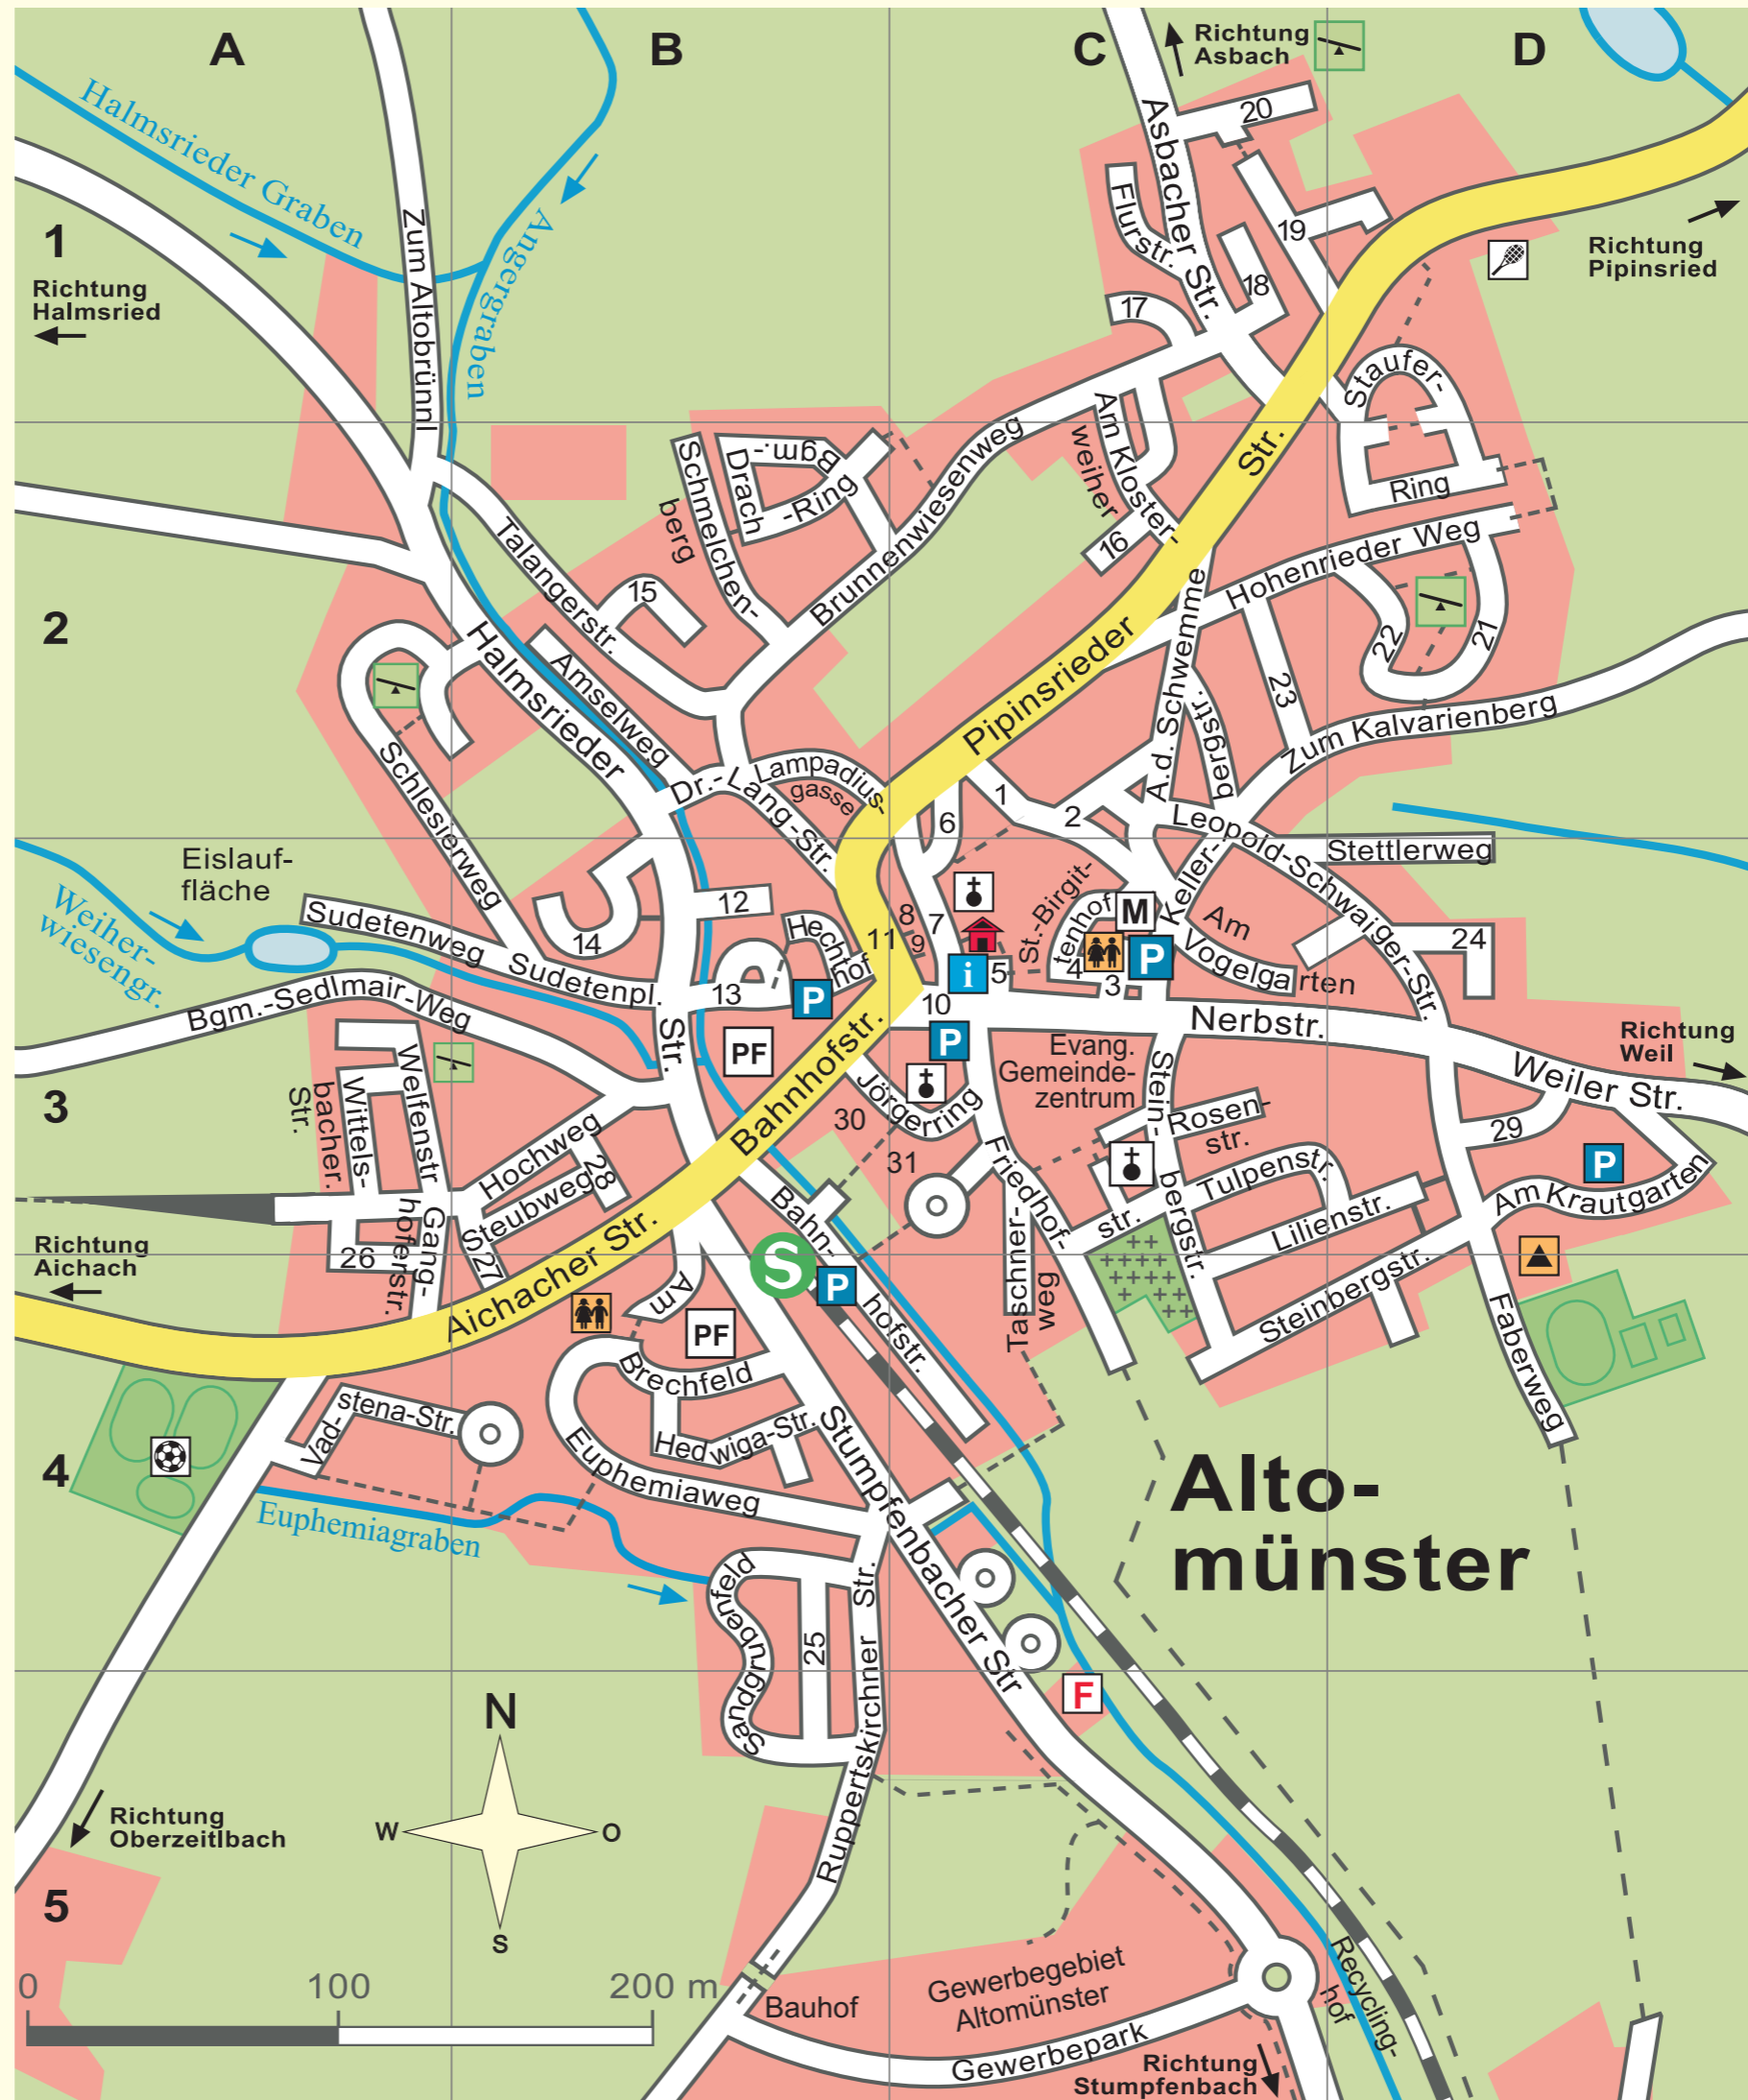 A
B
C
D
Richtung
Asbach
20
Halmsrieder Graben
Asbacher Str.
Flurstr.
19
Zum Altobrünnl
Angergraben
1
Richtung
Halmsried
Richtung
Pipinsried
18
17
Staufer-
Ring
Am Kloster-
weiher
Str.
Bgm.-
Drach
-Ring
Schmelchen-
berg
Brunnenwiesenweg
16
Talangerstr.
15
Hohenrieder Weg
2
22
21
23
Halmsrieder
Amselweg
Pipinsrieder
A.d. Schwemme
bergstr.
Zum Kalvarienberg
Schlesierweg
Dr.-Lang-Str.
Lampadius-
gasse
1
2
6
Keller-
Leopold-Schwaiger-Str.
Stettlerweg
Eislauf-
fläche
Weiher-
wiesengr.
Sudetenweg
Sudetenpl.
12
14
13
Hechthof
hof
8
7
11
9
St.-Birgit-
tenhof
M
Am
Vogelgarten
24
P
i
5
4
3
P
10
Bgm.-Sedlmair-Weg
Str.
PF
P
Nerbstr.
Richtung
Weil
Weiler Str.
Evang.
Gemeinde-
zentrum
Bahnhofstr.
Jörgerring
30
31
3
Welfenstr
Wittels-
bacher.
Str.
Hochweg
28
Steubweg
27
26
Gang-
hoferstr.
Stein-
bergstr.
Rosen-
str.
Tulpenstr.
Lilienstr.
Steinbergstr.
29
P
Am Krautgarten
Friedhof-
str.
Taschner-
weg
Richtung
Aichach
Aichacher Str.
Bahn-
hofstr.
S
P
Am
Brechfeld
PF
Faberweg
Vad-
stena-Str.
Hedwiga-Str.
Euphemiaweg
4
Euphemiagraben
Alto-
münster
Stumpfenbacher Str
Sandgrubenfeld
25
Ruppertskirchner Str.
F
N
W
O
S
Richtung
Oberzeitlbach
5
0
100
200 m
Bauhof
Gewerbegebiet
Altomünster
Gewerbepark
Recycling-
hof
Richtung
Stumpfenbach